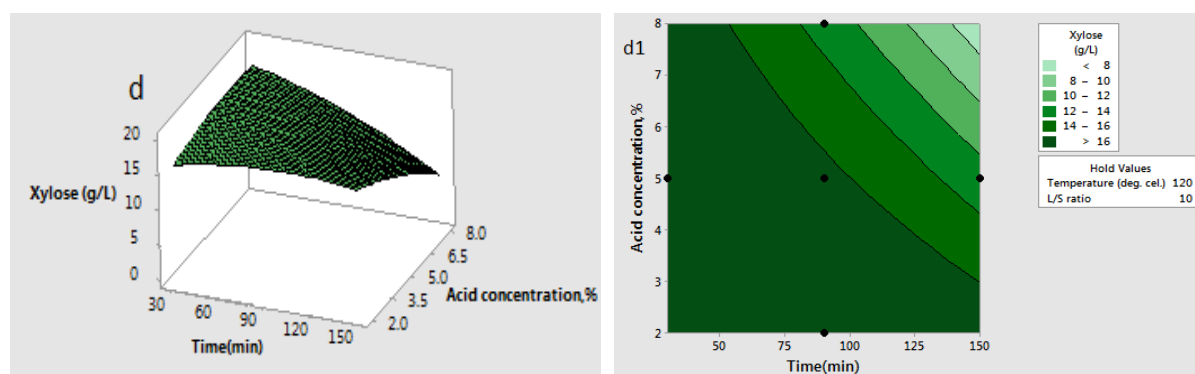 d
20
15
Xylose (g/L)
10
5
0
8.0
6.5
5.0
3.5
2.0
Acid concentration,%
30
60
90
120
150
Time(min)
d1
8
7
6
5
4
3
2
Acid concentration,%
50
75
100
125
150
Time(min)
Xylose
(g/L)
< 8
8 – 10
10 – 12
12 – 14
14 – 16
> 16
Hold Values
Temperature (deg. cel.) 120
L/S ratio 10